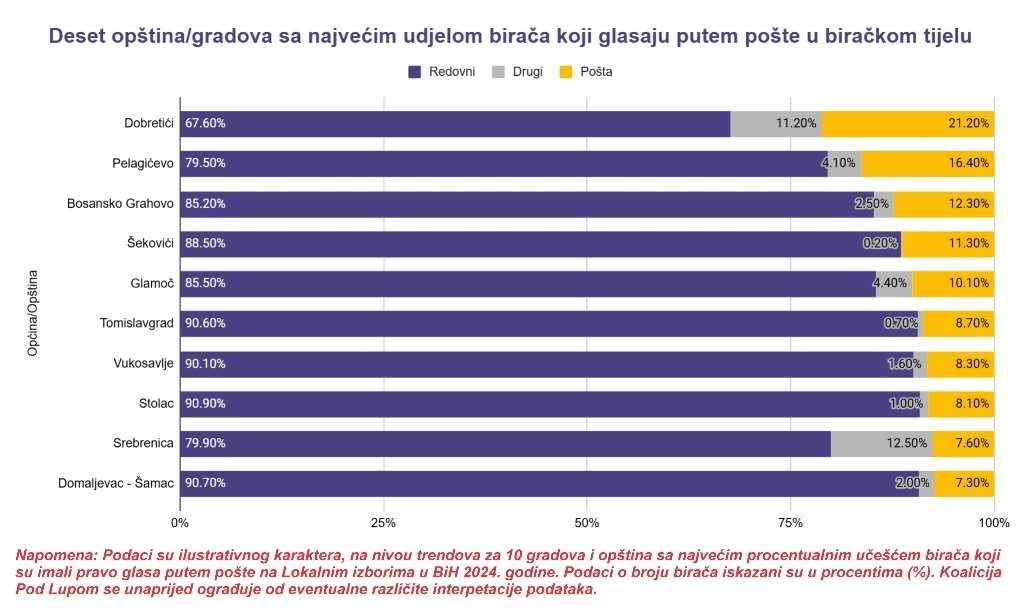 Deset opština/gradova sa najvećim udjelom birača koji glasaju putem pošte u biračkom tijelu
Redovni Drugi Pošta
Općina/Opština
Dobretići 67.60% 11.20% 21.20%
Pelagićevo 79.50% 4.10% 16.40%
Bosansko Grahovo 85.20% 2.50% 12.30%
Šekovići 88.50% 0.20% 11.30%
Glamoč 85.50% 4.40% 10.10%
Tomislavgrad 90.60% 0.70% 8.70%
Vukosavlje 90.10% 1.60% 8.30%
Stolac 90.90% 1.00% 8.10%
Srebrenica 79.90% 12.50% 7.60%
Domaljevac - Šamac 90.70% 2.00% 7.30%
0% 25% 50% 75% 100%
Napomena: Podaci su ilustrativnog karaktera, na nivou trendova za 10 gradova i opština sa najvećim procentualnim učešćem birača koji
su imali pravo glasa putem pošte na Lokalnim izborima u BiH 2024. godine. Podaci o broju birača iskazani su u procentima (%). Koalicija
Pod Lupom se unaprijed ograđuje od eventualne različite interpetacije podataka.